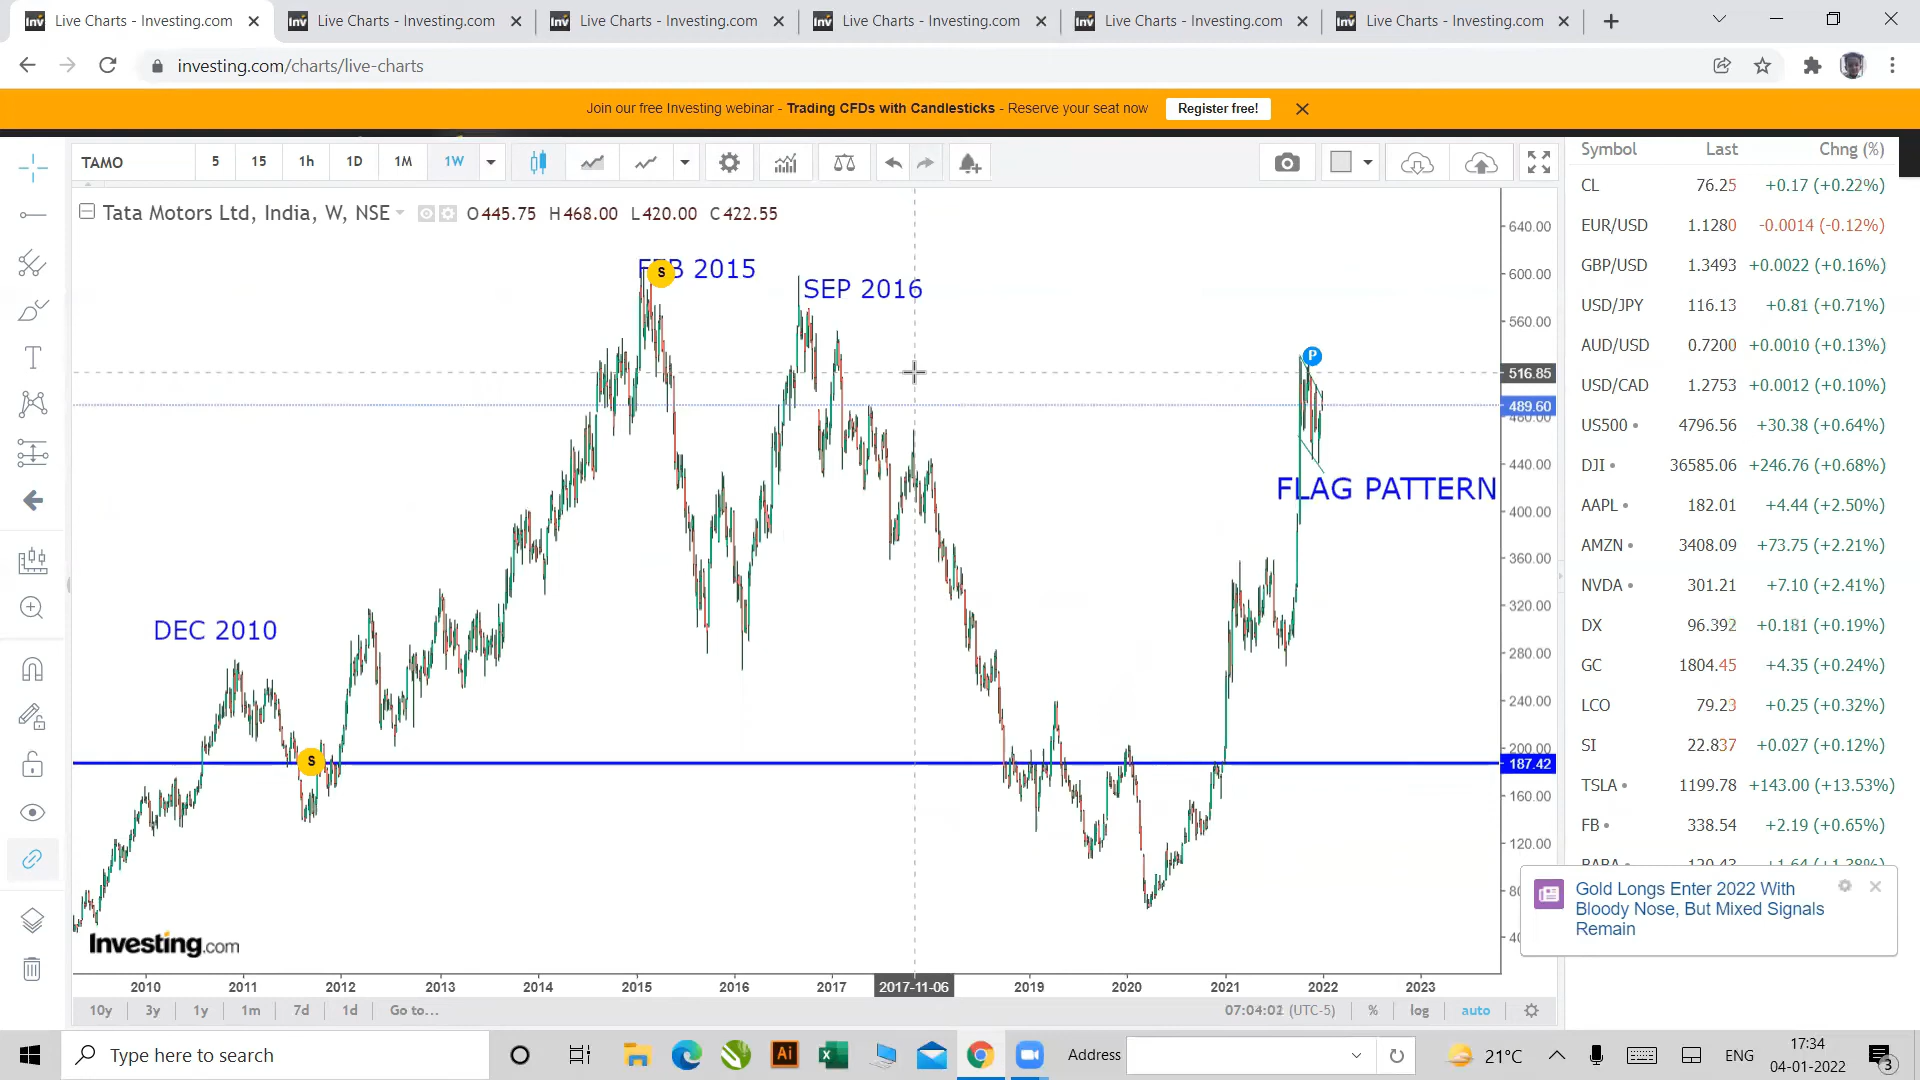 Live Charts - Investing.com
Live Charts - Investing.com
Live Charts - Investing.com
Live Charts - Investing.com
Live Charts - Investing.com
Live Charts - Investing.com
investing.com/charts/live-charts
Join our free Investing webinar - Trading CFDs with Candlesticks - Reserve your seat now
Register free!
TAMO 5 15 1h 1D 1M 1W
Tata Motors Ltd, India, W, NSE O445.75 H468.00 L420.00 C422.55
FEB 2015
S
SEP 2016
P
FLAG PATTERN
DEC 2010
S
640.00
600.00
560.00
516.85
489.60
480.00
440.00
400.00
360.00
320.00
280.00
240.00
200.00
187.42
160.00
120.00
Investing.com
2010 2011 2012 2013 2014 2015 2016 2017 2017-11-06 2019 2020 2021 2022 2023
10y 3y 1y 1m 7d 1d Go to... 07:04:02 (UTC-5) % log auto
Symbol Last Chng (%)
CL 76.25 +0.17 (+0.22%)
EUR/USD 1.1280 -0.0014 (-0.12%)
GBP/USD 1.3493 +0.0022 (+0.16%)
USD/JPY 116.13 +0.81 (+0.71%)
AUD/USD 0.7200 +0.0010 (+0.13%)
USD/CAD 1.2753 +0.0012 (+0.10%)
US500 4796.56 +30.38 (+0.64%)
DJI 36585.06 +246.76 (+0.68%)
AAPL 182.01 +4.44 (+2.50%)
AMZN 3408.09 +73.75 (+2.21%)
NVDA 301.21 +7.10 (+2.41%)
DX 96.392 +0.181 (+0.19%)
GC 1804.45 +4.35 (+0.24%)
LCO 79.23 +0.25 (+0.32%)
SI 22.837 +0.027 (+0.12%)
TSLA 1199.78 +143.00 (+13.53%)
FB 338.54 +2.19 (+0.65%)
BABA 120.43 +1.64 (+1.38%)
Gold Longs Enter 2022 With
Bloody Nose, But Mixed Signals
Remain
Type here to search
Ai
Address
21°C
ENG
17:34
04-01-2022
3